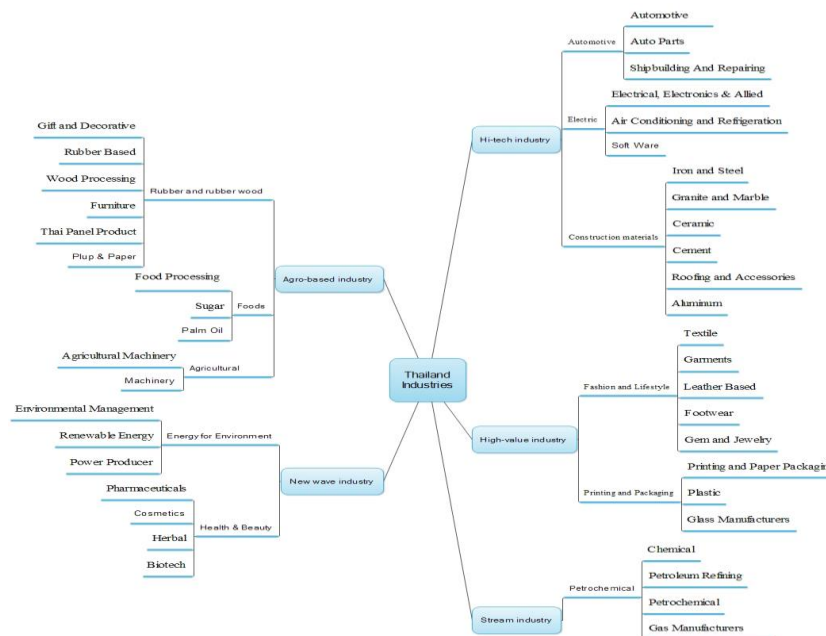 Thailand
Industries
Hi-tech industry
Automotive
Automotive
Auto Parts
Shipbuilding And Repairing
Electric
Electrical, Electronics & Allied
Air Conditioning and Refrigeration
Soft Ware
Construction materials
Iron and Steel
Granite and Marble
Ceramic
Cement
Roofing and Accessories
Aluminum
High-value industry
Fashion and Lifestyle
Textile
Garments
Leather Based
Footwear
Gem and Jewelry
Printing and Packaging
Printing and Paper Packagin
Plastic
Glass Manufacturers
Stream industry
Petrochemical
Chemical
Petroleum Refining
Petrochemical
Gas Manufacturers
Agro-based industry
Rubber and rubber wood
Gift and Decorative
Rubber Based
Wood Processing
Furniture
Thai Panel Product
Plup & Paper
Foods
Food Processing
Sugar
Palm Oil
Agricultural
Agricultural Machinery
Machinery
New wave industry
Energy for Environment
Environmental Management
Renewable Energy
Power Producer
Health & Beauty
Pharmaceuticals
Cosmetics
Herbal
Biotech